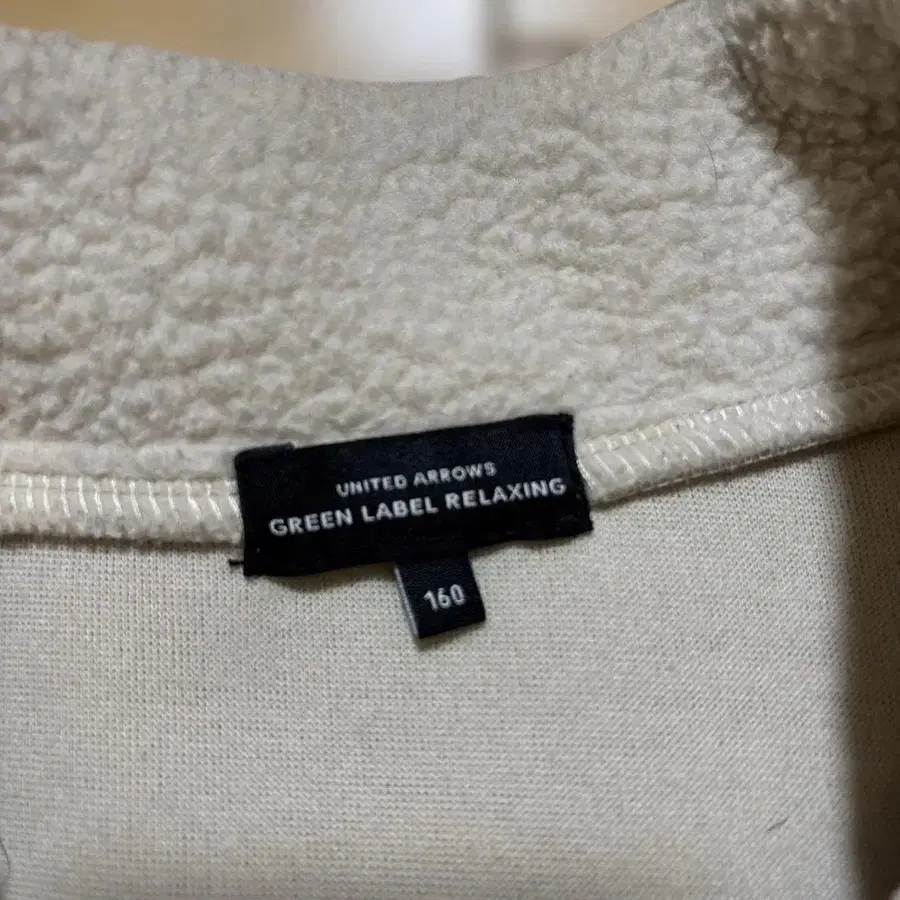 UNITED ARROWS
GREEN LABEL RELAXING
160